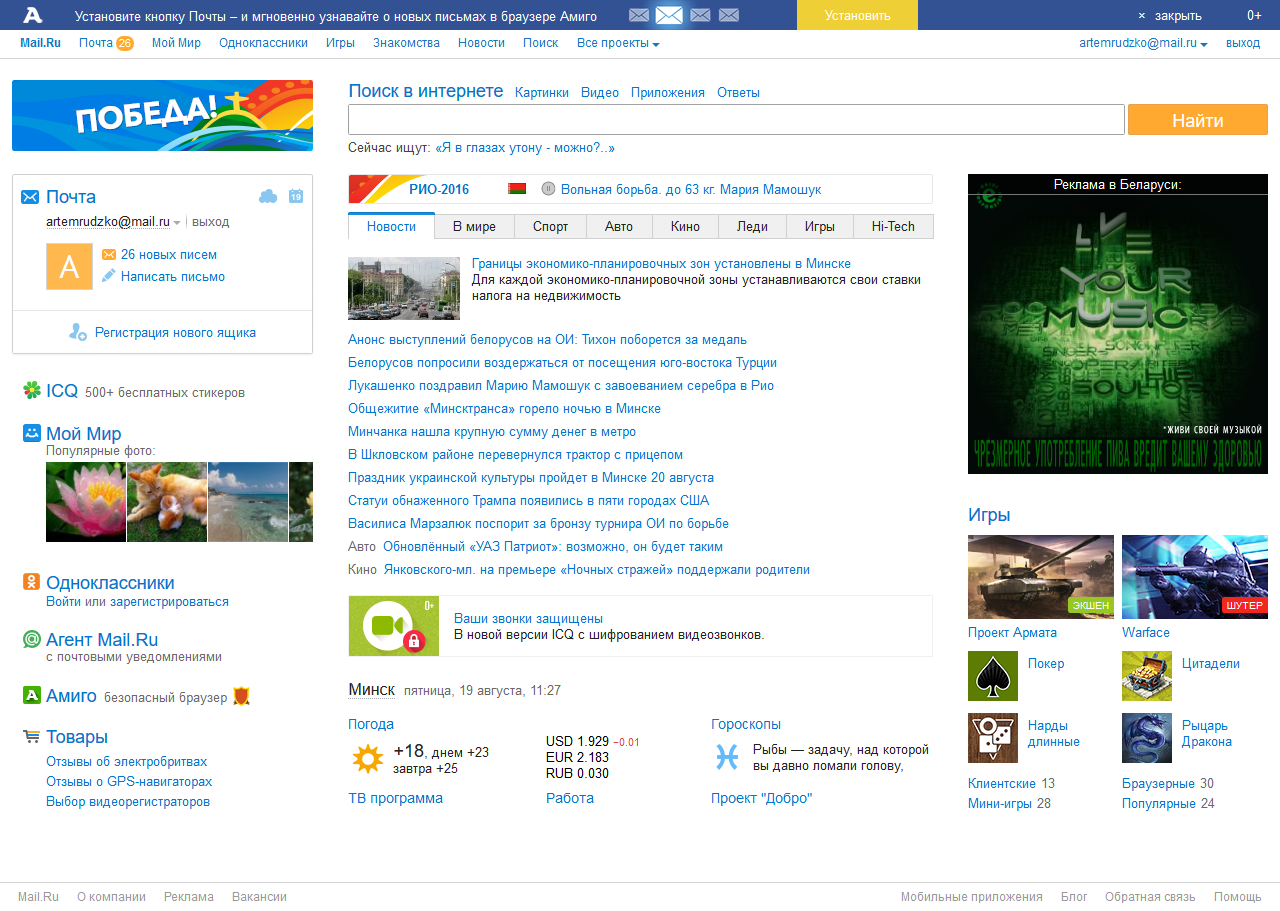 Установите кнопку Почты – и мгновенно узнавайте о новых письмах в браузере Амиго
Установить
× закрыть
0+
Mail.Ru Почта 26 Мой Мир Одноклассники Игры Знакомства Новости Поиск Все проекты
artemrudzko@mail.ru выход
ПОБЕДА!
Поиск в интернете Картинки Видео Приложения Ответы
Найти
Сейчас ищут: «Я в глазах утону - можно?..»
Почта
19
artemrudzko@mail.ru выход
A
26 новых писем
Написать письмо
Регистрация нового ящика
ICQ 500+ бесплатных стикеров
Мой Мир
Популярные фото:
Одноклассники
Войти или зарегистрироваться
Агент Mail.Ru
с почтовыми уведомлениями
Амиго безопасный браузер
Товары
Отзывы об электробритвах
Отзывы о GPS-навигаторах
Выбор видеорегистраторов
РИО-2016 Вольная борьба. до 63 кг. Мария Мамошук
Новости В мире Спорт Авто Кино Леди Игры Hi-Tech
Границы экономико-планировочных зон установлены в Минске
Для каждой экономико-планировочной зоны устанавливаются свои ставки
налога на недвижимость
Анонс выступлений белорусов на ОИ: Тихон поборется за медаль
Белорусов попросили воздержаться от посещения юго-востока Турции
Лукашенко поздравил Марию Мамошук с завоеванием серебра в Рио
Общежитие «Минсктранса» горело ночью в Минске
Минчанка нашла крупную сумму денег в метро
В Шкловском районе перевернулся трактор с прицепом
Праздник украинской культуры пройдет в Минске 20 августа
Статуи обнаженного Трампа появились в пяти городах США
Василиса Марзалюк поспорит за бронзу турнира ОИ по борьбе
Авто Обновлённый «УАЗ Патриот»: возможно, он будет таким
Кино Янковского-мл. на премьере «Ночных стражей» поддержали родители
0+
Ваши звонки защищены
В новой версии ICQ с шифрованием видеозвонков.
Минск пятница, 19 августа, 11:27
Погода
+18, днем +23
завтра +25
USD 1.929 −0.01
EUR 2.183
RUB 0.030
Гороскопы
Рыбы — задачу, над которой
вы давно ломали голову,
ТВ программа Работа Проект "Добро"
Реклама в Беларуси:
LIVE
YOUR
MUSIC
*ЖИВИ СВОЕЙ МУЗЫКОЙ
ЧРЕЗМЕРНОЕ УПОТРЕБЛЕНИЕ ПИВА ВРЕДИТ ВАШЕМУ ЗДОРОВЬЮ
Игры
ЭКШЕН
ШУТЕР
Проект Армата
Warface
Покер
Цитадели
Нарды
длинные
Рыцарь
Дракона
Клиентские 13
Браузерные 30
Мини-игры 28
Популярные 24
Mail.Ru О компании Реклама Вакансии
Мобильные приложения Блог Обратная связь Помощь